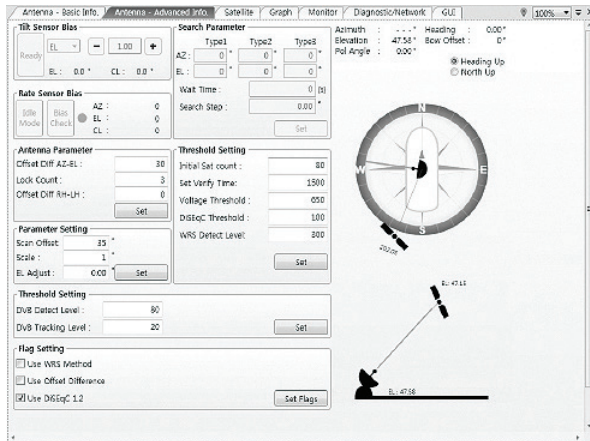 Antenna - Basic Info. Antenna - Advanced Info. Satellite Graph Monitor Diagnostic/Network GUI 100%
Tilt Sensor Bias
Ready EL - 1.00 +
EL : 0.0 ° CL : 0.0 °
Rate Sensor Bias
Idle Mode Bias Check
AZ : 0
EL : 0
CL : 0
Antenna Parameter
Offset Diff AZ-EL : 30
Lock Count : 3
Offset Diff RH-LH : 0
Set
Parameter Setting
Scan Offset 35 °
Scale : 1 °
EL Adjust : 0.00 ° Set
Search Parameter
Type1 Type2 Type3
AZ : 0 ° 0 ° 0 °
EL : 0 ° 0 ° 0 °
Wait Time : 0 [s]
Search Step : 0.00 °
Set
Threshold Setting
Initial Sat count : 80
Set Verify Time: 1500
Voltage Threshold : 650
DiSEqC Threshold : 100
WRS Detect Level: 300
Set
Threshold Setting
DVB Detect Level : 80
DVB Tracking Level : 20
Set
Flag Setting
Use WRS Method
Use Offset Difference
Use DiSEqC 1.2
Set Flags
Azimuth : ---° Heading : 0.00°
Elevation : 47.58° Bow Offset : 0°
Pol Angle : 0.00°
Heading Up
North Up
N
W E
S
EL: 47.58